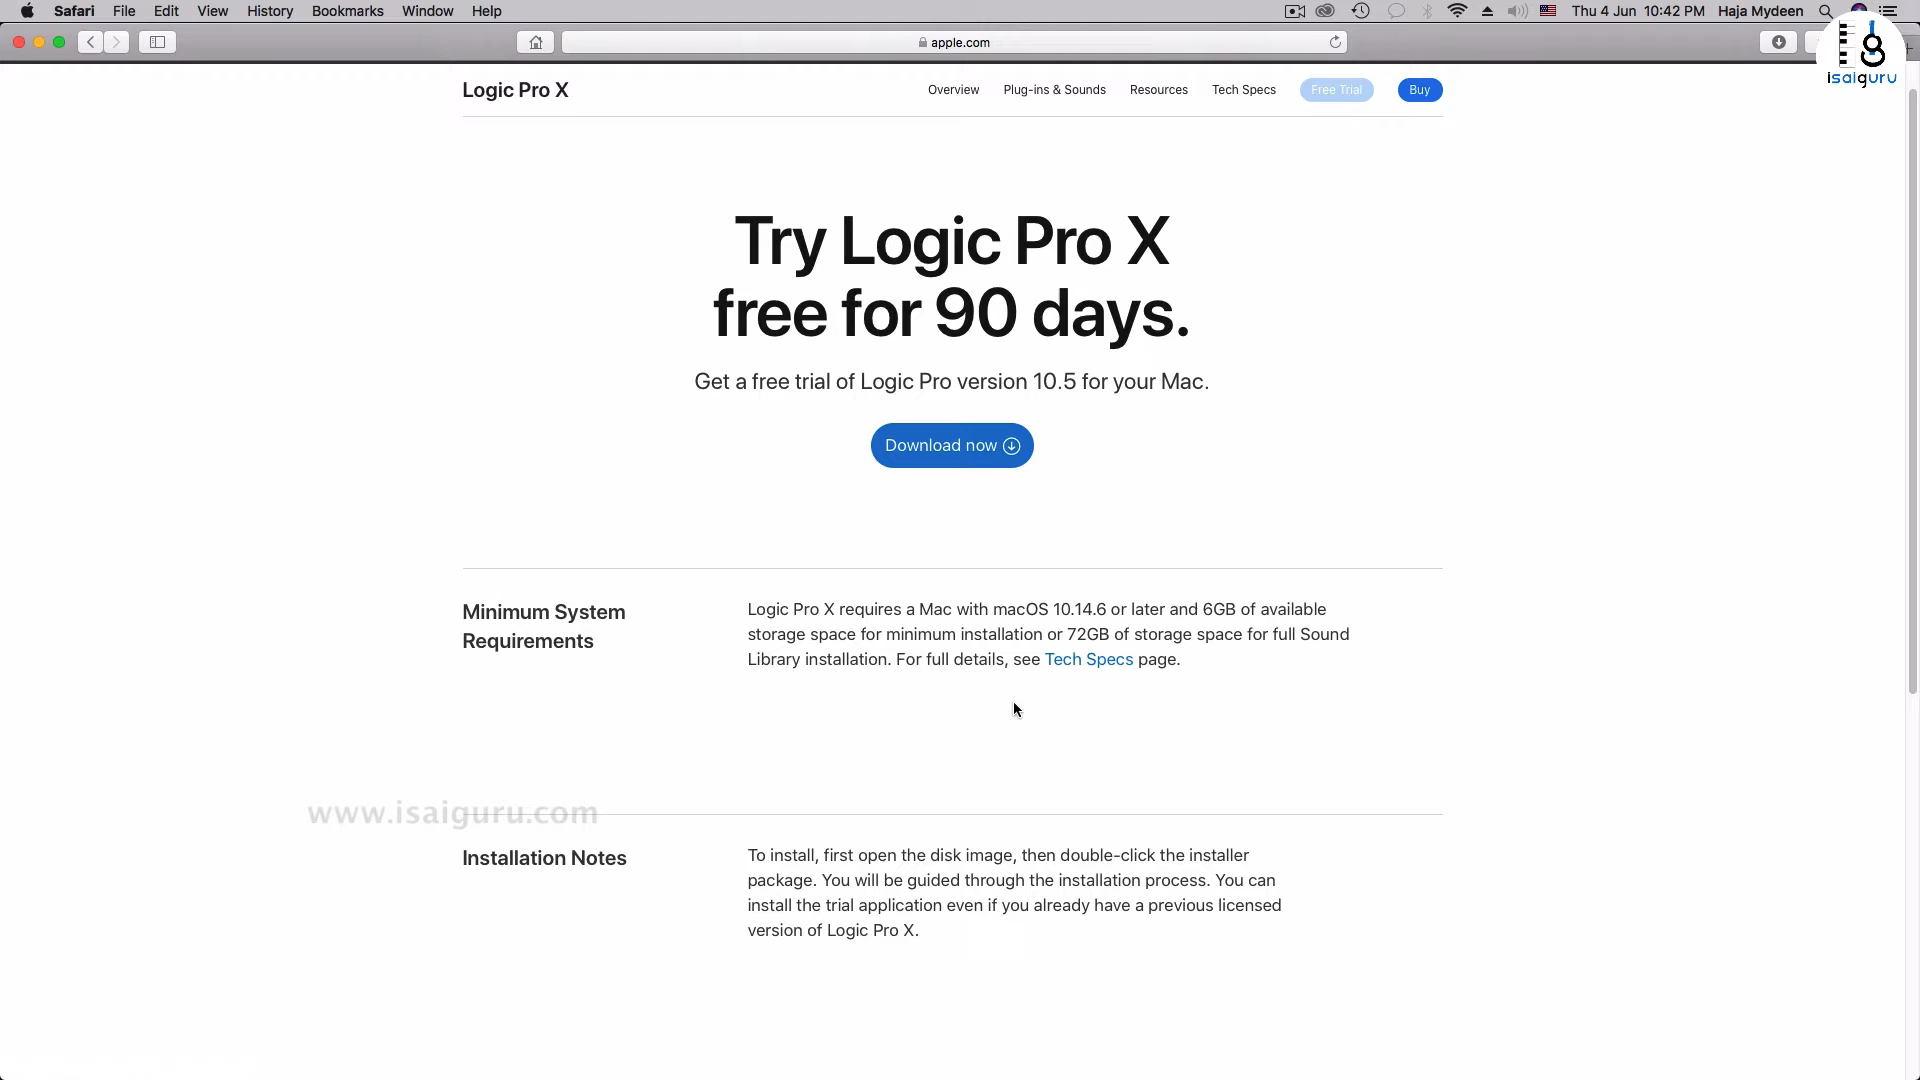 Safari File Edit View History Bookmarks Window Help Thu 4 Jun 10:42 PM Haja Mydeen
apple.com
isaiguru
Logic Pro X Overview Plug-ins & Sounds Resources Tech Specs Free Trial Buy
Try Logic Pro X
free for 90 days.
Get a free trial of Logic Pro version 10.5 for your Mac.
Download now
Minimum System
Requirements
Logic Pro X requires a Mac with macOS 10.14.6 or later and 6GB of available
storage space for minimum installation or 72GB of storage space for full Sound
Library installation. For full details, see Tech Specs page.
www.isaiguru.com
Installation Notes
To install, first open the disk image, then double-click the installer
package. You will be guided through the installation process. You can
install the trial application even if you already have a previous licensed
version of Logic Pro X.